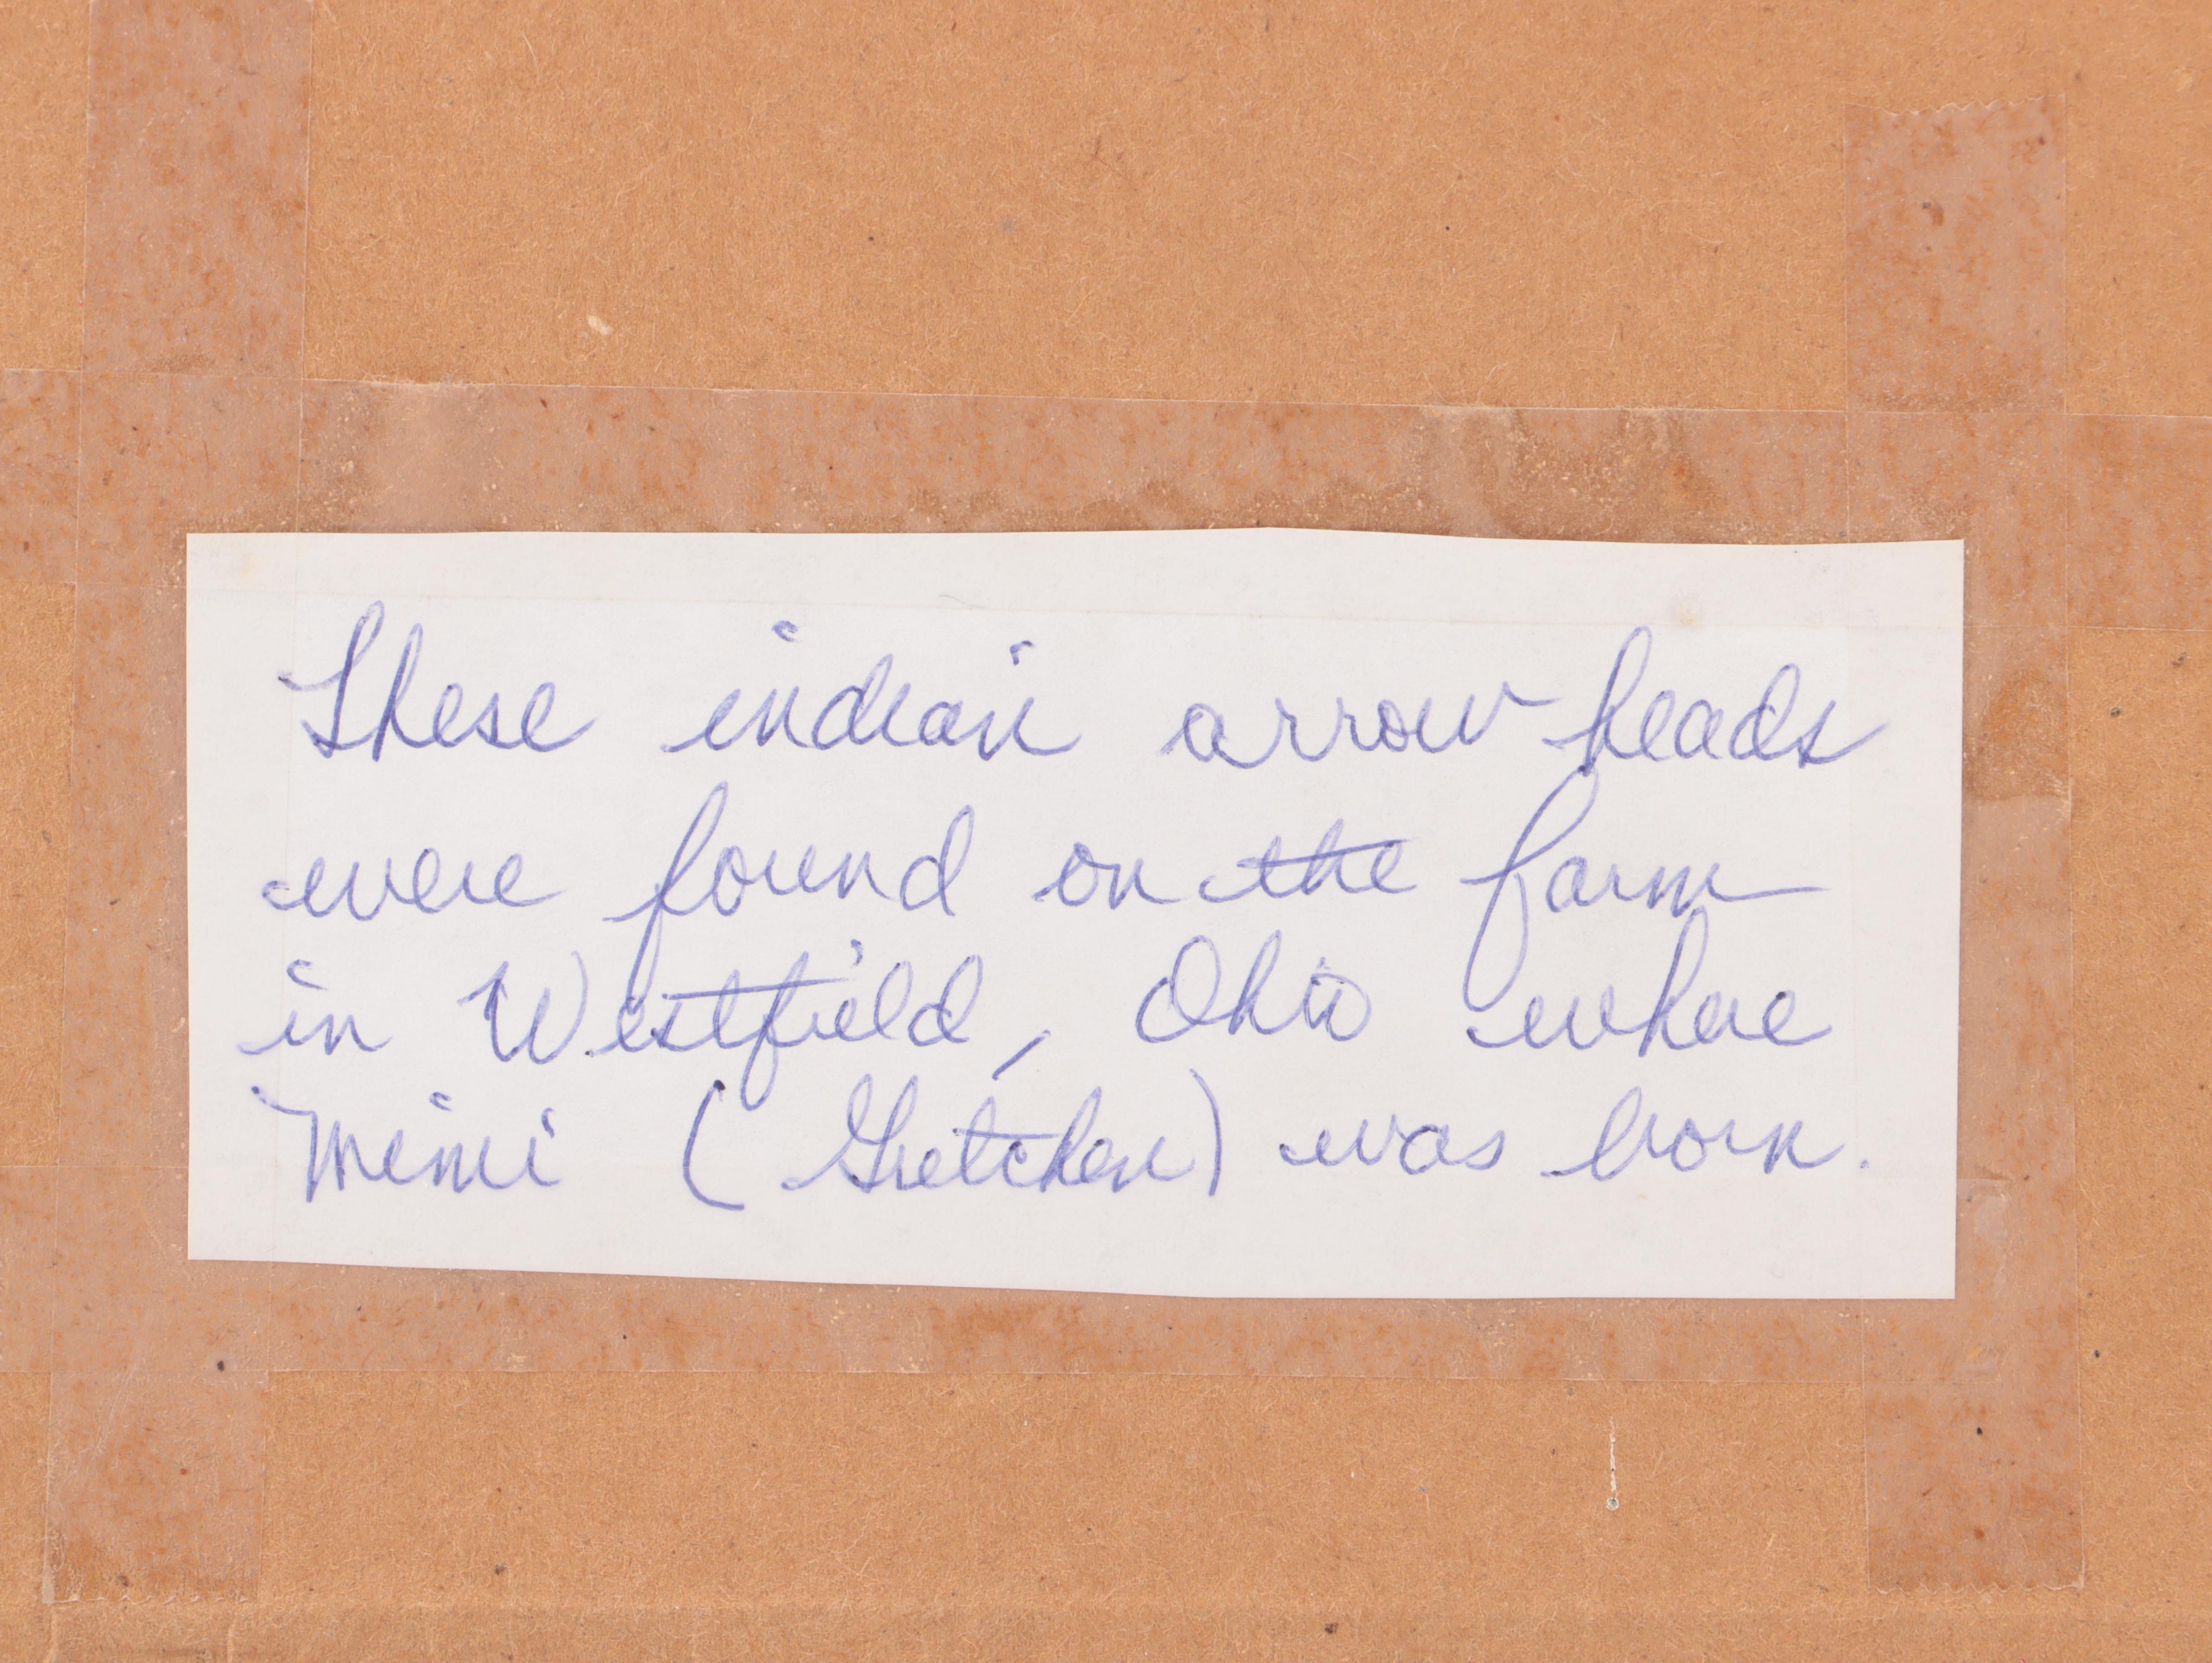 These indian arrow heads
were found on the farm
in Westfield, Ohio where
Mimi (Gretchen) was born.